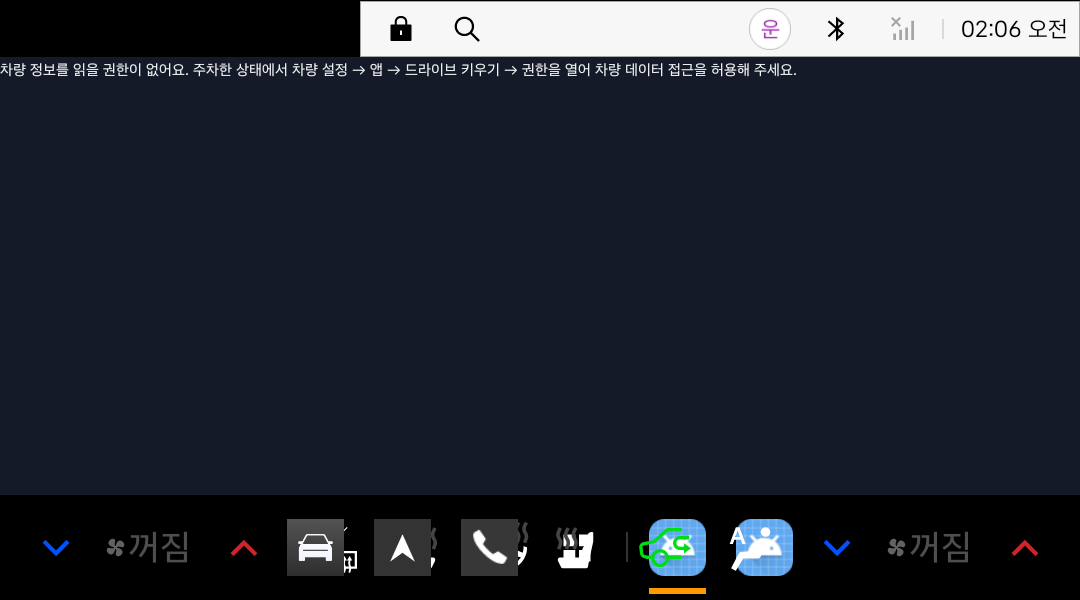 운
02:06 오전
차량 정보를 읽을 권한이 없어요. 주차한 상태에서 차량 설정 → 앱 → 드라이브 키우기 → 권한을 열어 차량 데이터 접근을 허용해 주세요.
꺼짐
A
꺼짐